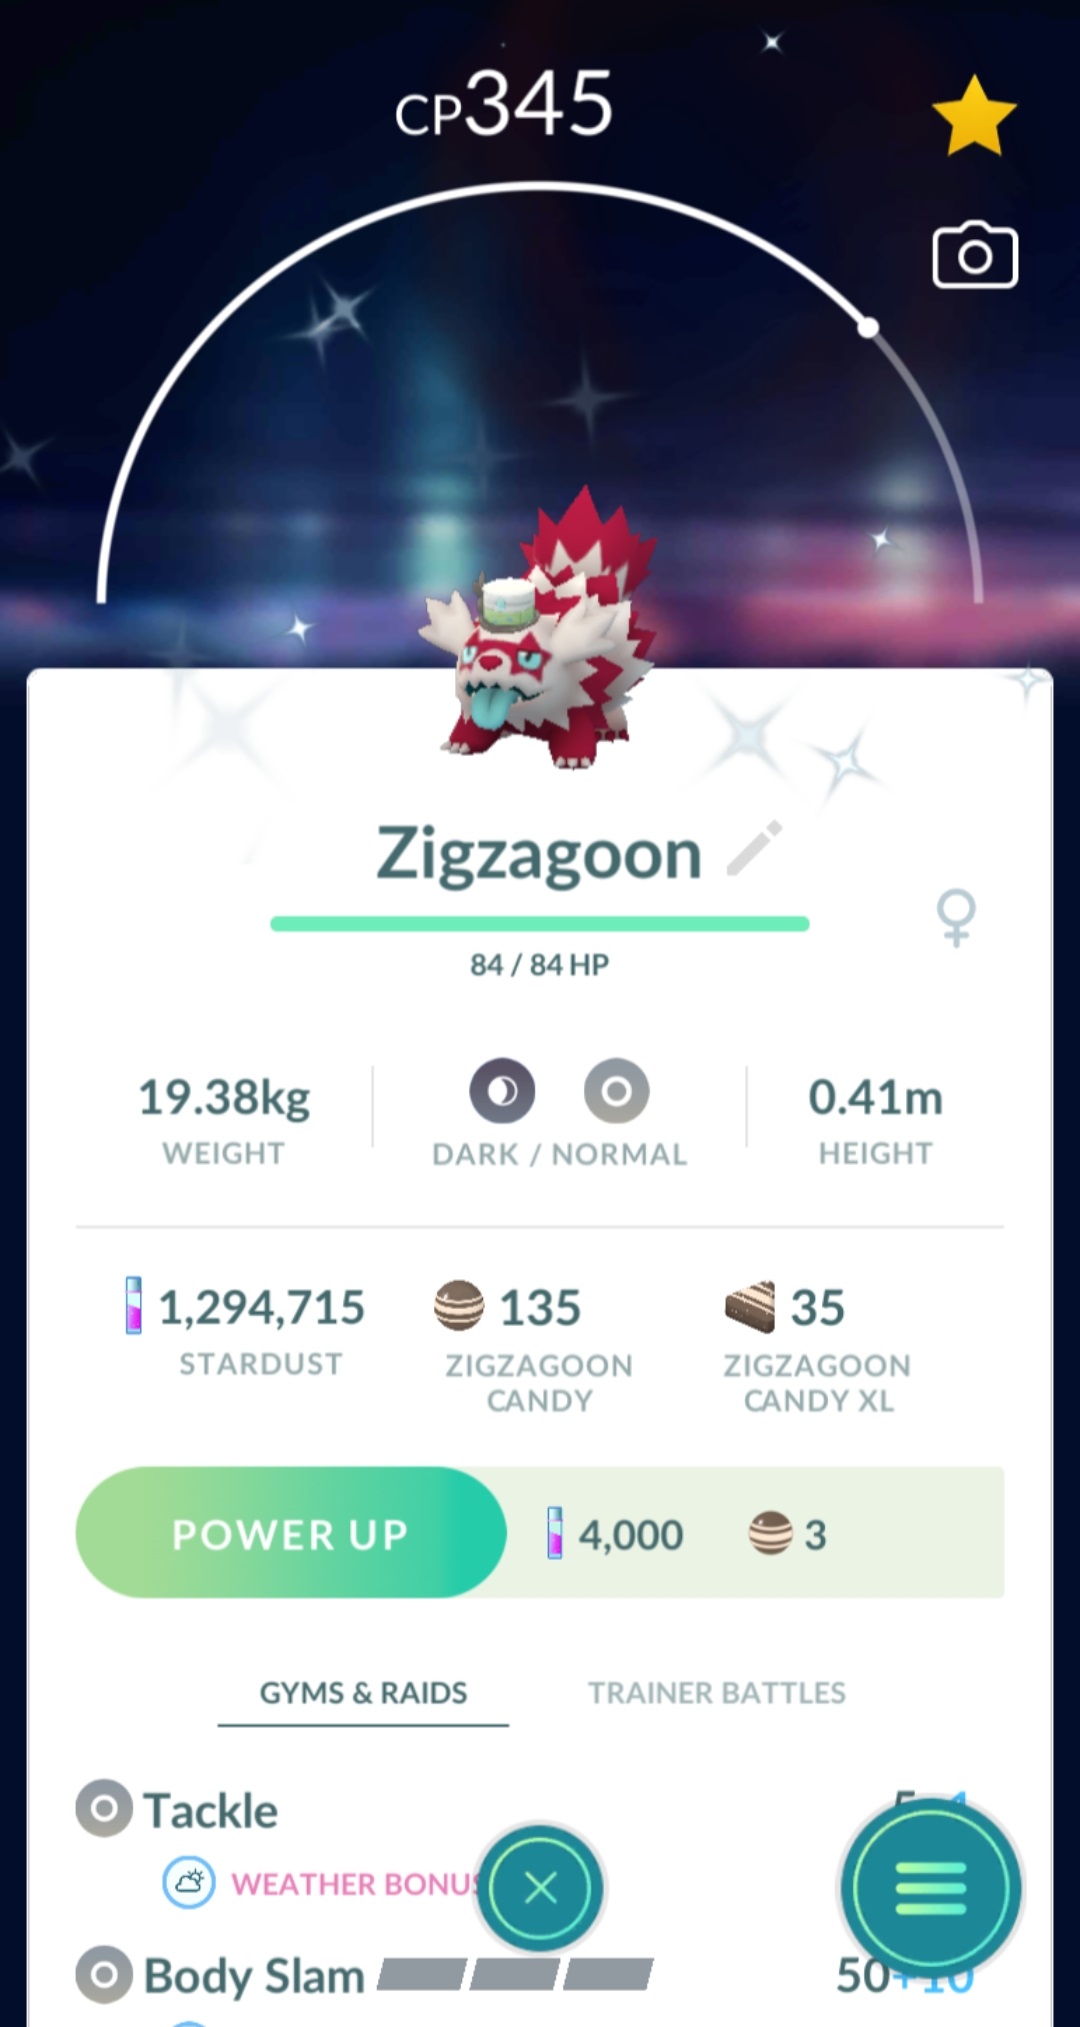 CP345
Zigzagoon
84 / 84 HP
19.38kg
WEIGHT
DARK / NORMAL
0.41m
HEIGHT
1,294,715
STARDUST
135
ZIGZAGOON
CANDY
35
ZIGZAGOON
CANDY XL
POWER UP 4,000 3
GYMS & RAIDS TRAINER BATTLES
Tackle
WEATHER BONUS
Body Slam 50+10